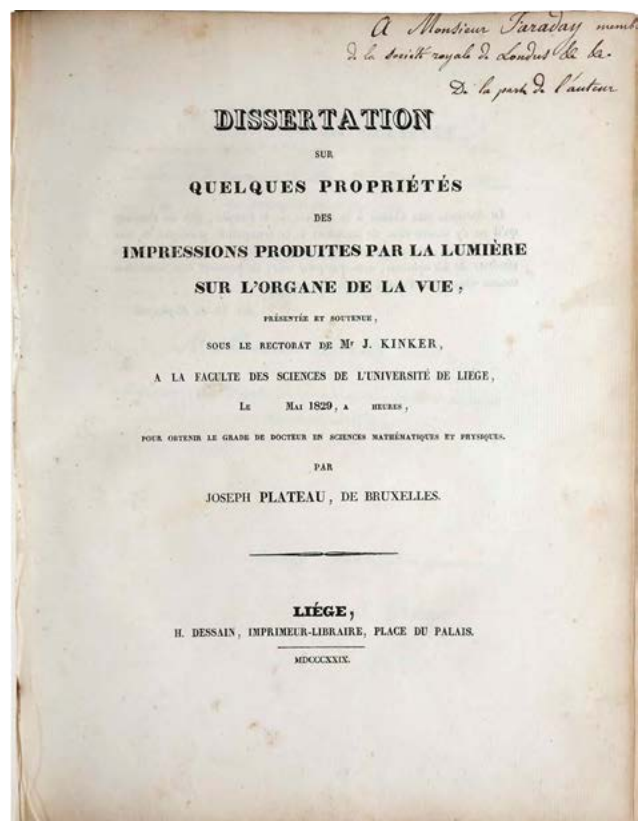 A Monsieur Faraday memb
de la société royale de Londres &c &c.
De la part de l'auteur
DISSERTATION
SUR
QUELQUES PROPRIÉTÉS
DES
IMPRESSIONS PRODUITES PAR LA LUMIÈRE
SUR L'ORGANE DE LA VUE,
PRÉSENTÉE ET SOUTENUE,
SOUS LE RECTORAT DE Mr J. KINKER,
A LA FACULTE DES SCIENCES DE L'UNIVERSITÉ DE LIEGE,
LE MAI 1829, A HEURES,
POUR OBTENIR LE GRADE DE DOCTEUR EN SCIENCES MATHÉMATIQUES ET PHYSIQUES.
PAR
JOSEPH PLATEAU, DE BRUXELLES.
LIÉGE,
H. DESSAIN, IMPRIMEUR-LIBRAIRE, PLACE DU PALAIS.
MDCCCXXIX.